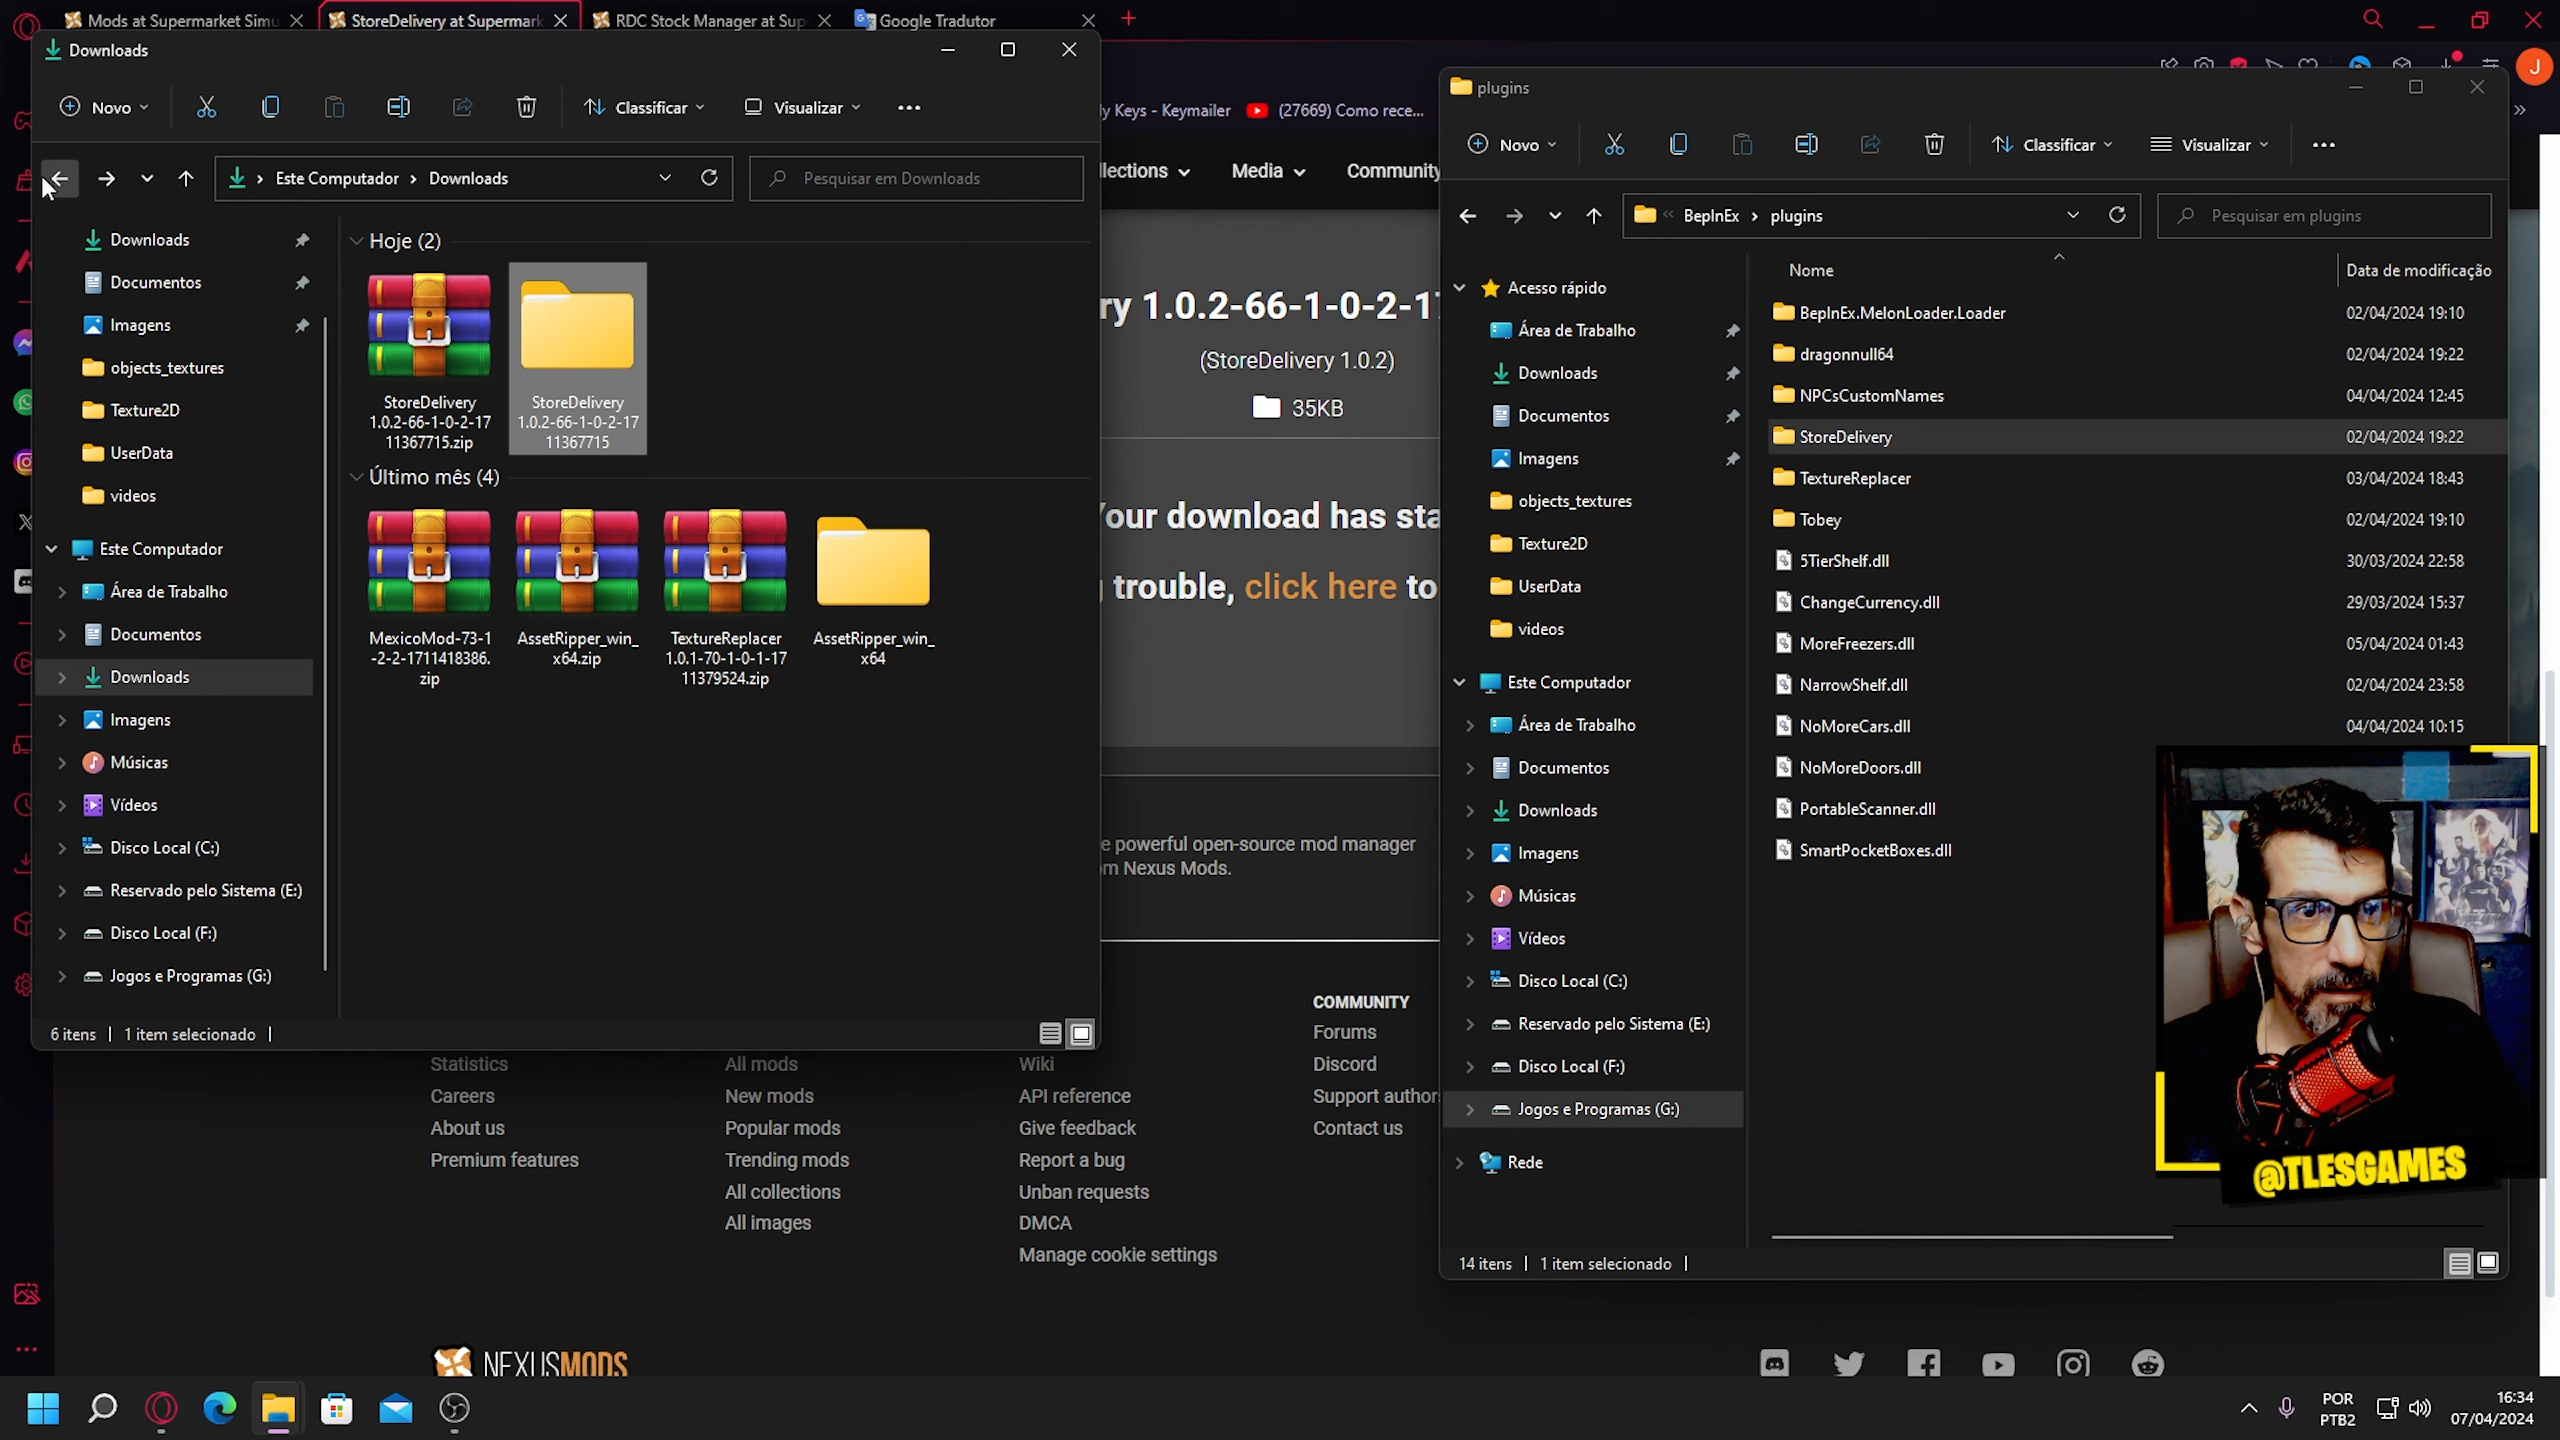 Mods at Supermarket Simu
StoreDelivery at Supermark
RDC Stock Manager at Sup
Google Tradutor
Downloads
Novo
Classificar
Visualizar
Este Computador > Downloads
Pesquisar em Downloads
Downloads
Documentos
Imagens
objects_textures
Texture2D
UserData
videos
Este Computador
Área de Trabalho
Documentos
Downloads
Imagens
Músicas
Vídeos
Disco Local (C:)
Reservado pelo Sistema (E:)
Disco Local (F:)
Jogos e Programas (G:)
Hoje (2)
StoreDelivery
1.0.2-66-1-0-2-17
11367715.zip
StoreDelivery
1.0.2-66-1-0-2-17
11367715
Último mês (4)
MexicoMod-73-1
-2-2-1711418386.
zip
AssetRipper_win_
x64.zip
TextureReplacer
1.0.1-70-1-0-1-17
11379524.zip
AssetRipper_win_
x64
6 itens
1 item selecionado
y Keys - Keymailer
(27669) Como rece...
J
llections
Media
Community
ry 1.0.2-66-1-0-2-17
(StoreDelivery 1.0.2)
35KB
Your download has sta
trouble, click here to
e powerful open-source mod manager
om Nexus Mods.
plugins
Novo
Classificar
Visualizar
BepInEx > plugins
Pesquisar em plugins
Acesso rápido
Área de Trabalho
Downloads
Documentos
Imagens
objects_textures
Texture2D
UserData
videos
Este Computador
Área de Trabalho
Documentos
Downloads
Imagens
Músicas
Vídeos
Disco Local (C:)
Reservado pelo Sistema (E:)
Disco Local (F:)
Jogos e Programas (G:)
Rede
Nome
Data de modificação
BepInEx.MelonLoader.Loader
02/04/2024 19:10
dragonnull64
02/04/2024 19:22
NPCsCustomNames
04/04/2024 12:45
StoreDelivery
02/04/2024 19:22
TextureReplacer
03/04/2024 18:43
Tobey
02/04/2024 19:10
5TierShelf.dll
30/03/2024 22:58
ChangeCurrency.dll
29/03/2024 15:37
MoreFreezers.dll
05/04/2024 01:43
NarrowShelf.dll
02/04/2024 23:58
NoMoreCars.dll
04/04/2024 10:15
NoMoreDoors.dll
PortableScanner.dll
SmartPocketBoxes.dll
14 itens
1 item selecionado
@TLESGAMES
Statistics
Careers
About us
Premium features
All mods
New mods
Popular mods
Trending mods
All collections
All images
Wiki
API reference
Give feedback
Report a bug
Unban requests
DMCA
Manage cookie settings
COMMUNITY
Forums
Discord
Support author
Contact us
NEXUSMODS
POR
PTB2
16:34
07/04/2024